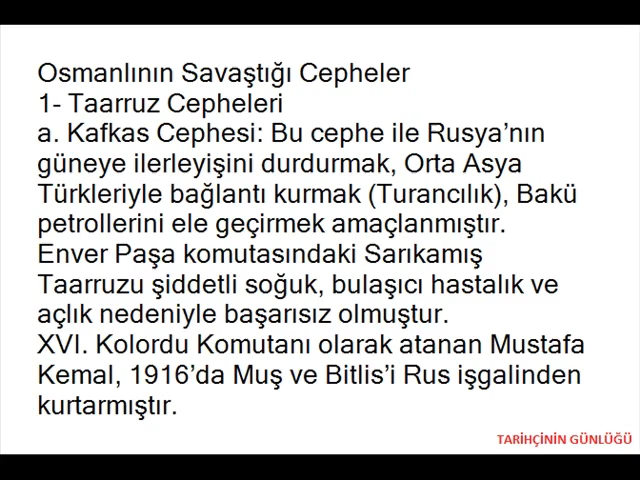 Osmanlının Savaştığı Cepheler
1- Taarruz Cepheleri
a. Kafkas Cephesi: Bu cephe ile Rusya’nın
güneye ilerleyişini durdurmak, Orta Asya
Türkleriyle bağlantı kurmak (Turancılık), Bakü
petrollerini ele geçirmek amaçlanmıştır.
Enver Paşa komutasındaki Sarıkamış
Taarruzu şiddetli soğuk, bulaşıcı hastalık ve
açlık nedeniyle başarısız olmuştur.
XVI. Kolordu Komutanı olarak atanan Mustafa
Kemal, 1916’da Muş ve Bitlis’i Rus işgalinden
kurtarmıştır.
TARİHÇİNİN GÜNLÜĞÜ